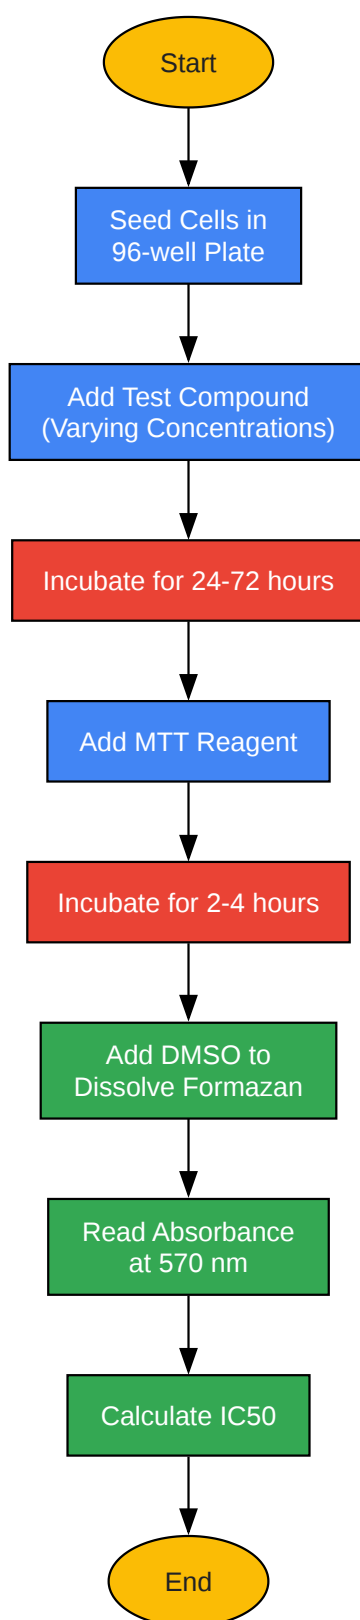 Start
Seed Cells in
96-well Plate
Add Test Compound
(Varying Concentrations)
Incubate for 24-72 hours
Add MTT Reagent
Incubate for 2-4 hours
Add DMSO to
Dissolve Formazan
Read Absorbance
at 570 nm
Calculate IC50
End